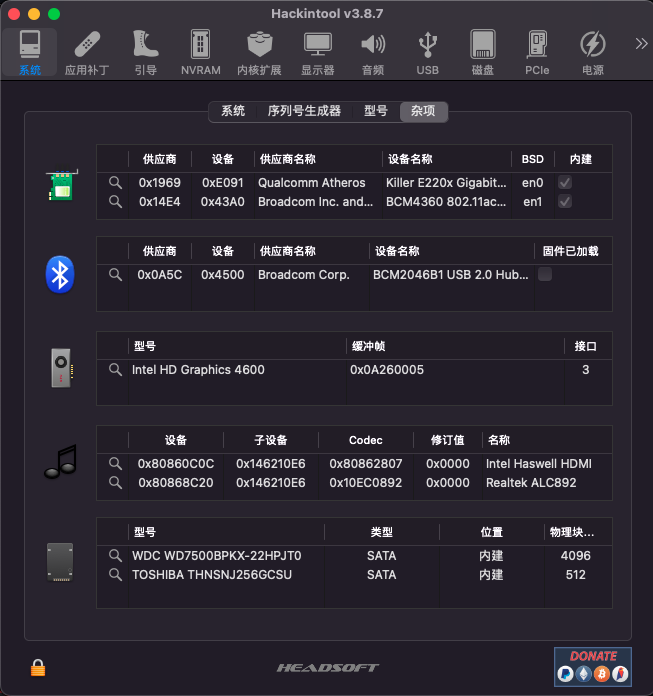 Hackintool v3.8.7
系统 应用补丁 引导 NVRAM 内核扩展 显示器 音频 USB 磁盘 PCIe 电源
系统 序列号生成器 型号 杂项
供应商 设备 供应商名称 设备名称 BSD 内建
0x1969 0xE091 Qualcomm Atheros Killer E220x Gigabit... en0
0x14E4 0x43A0 Broadcom Inc. and... BCM4360 802.11ac... en1
供应商 设备 供应商名称 设备名称 固件已加载
0x0A5C 0x4500 Broadcom Corp. BCM2046B1 USB 2.0 Hub...
型号 缓冲帧 接口
Intel HD Graphics 4600 0x0A260005 3
设备 子设备 Codec 修订值 名称
0x80860C0C 0x146210E6 0x80862807 0x0000 Intel Haswell HDMI
0x80868C20 0x146210E6 0x10EC0892 0x0000 Realtek ALC892
型号 类型 位置 物理块...
WDC WD7500BPKX-22HPJT0 SATA 内建 4096
TOSHIBA THNSNJ256GCSU SATA 内建 512
HEADSOFT
DONATE